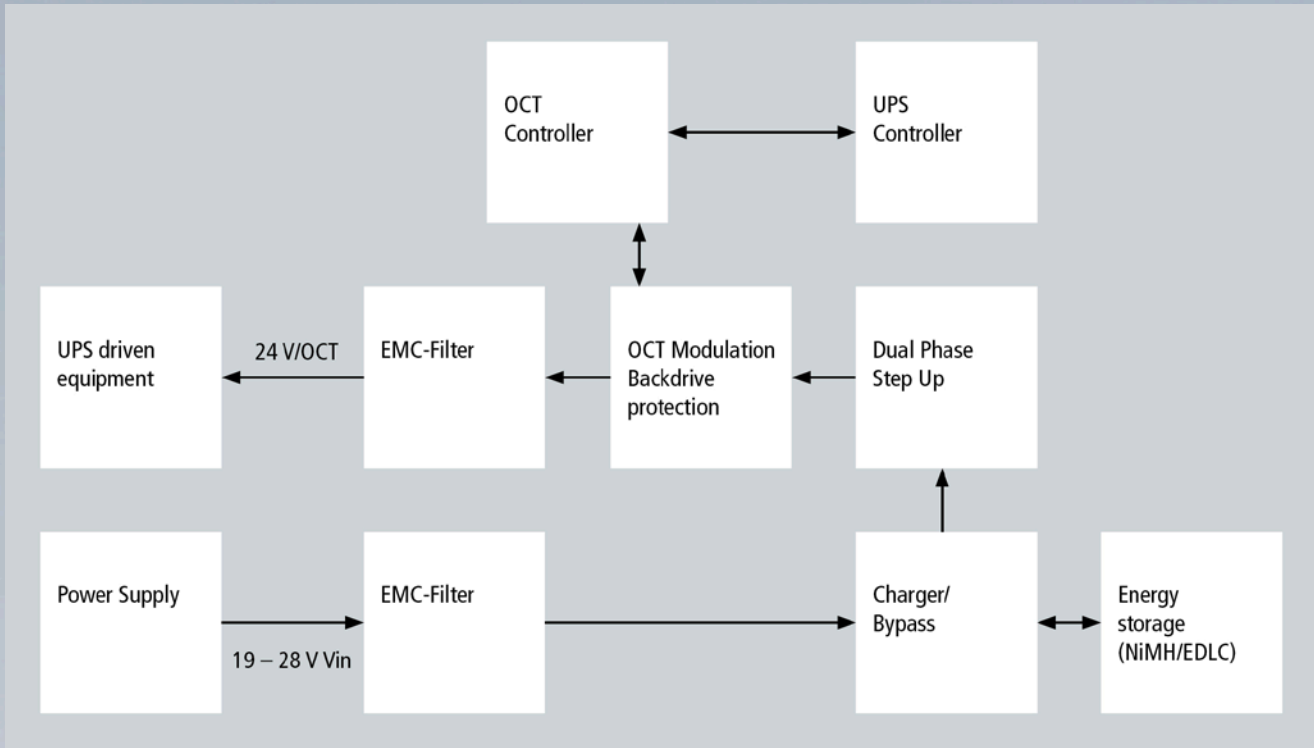 OCT
Controller
UPS
Controller
UPS driven
equipment
24 V/OCT
EMC-Filter
OCT Modulation
Backdrive
protection
Dual Phase
Step Up
Power Supply
19 – 28 V Vin
EMC-Filter
Charger/
Bypass
Energy
storage
(NiMH/EDLC)